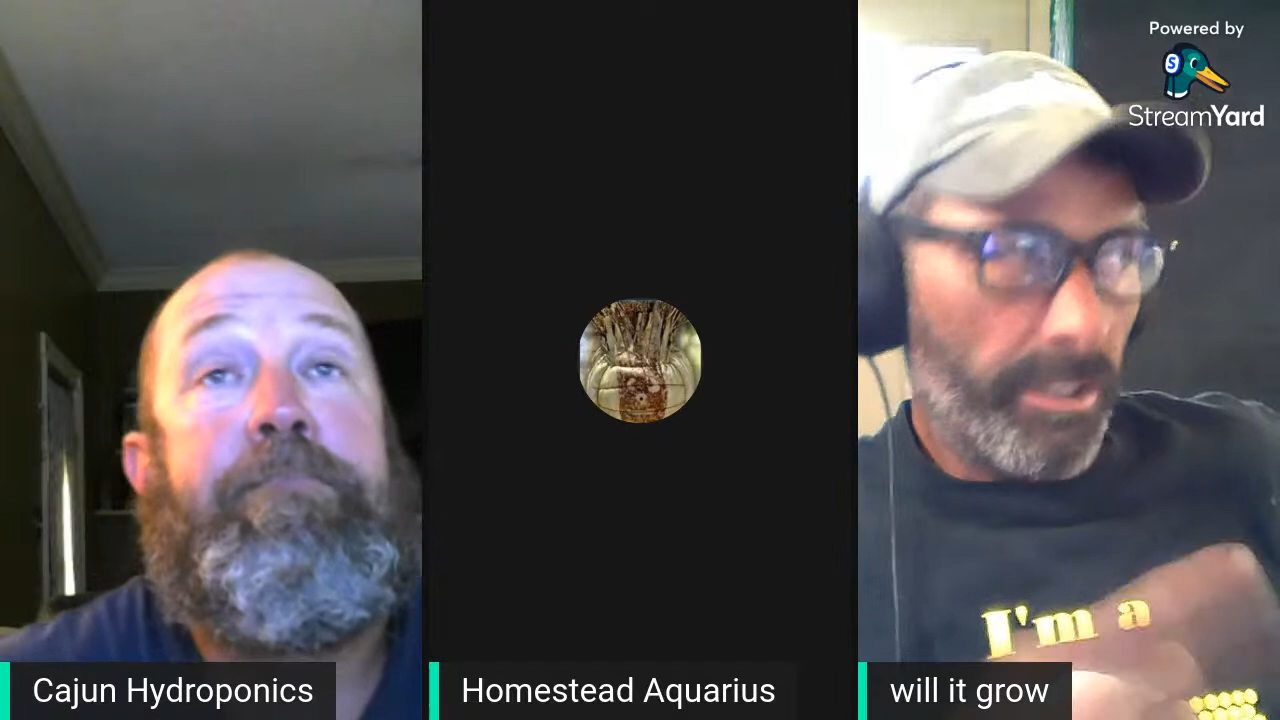 Powered by
StreamYard
I'm a
Cajun Hydroponics
Homestead Aquarius
will it grow